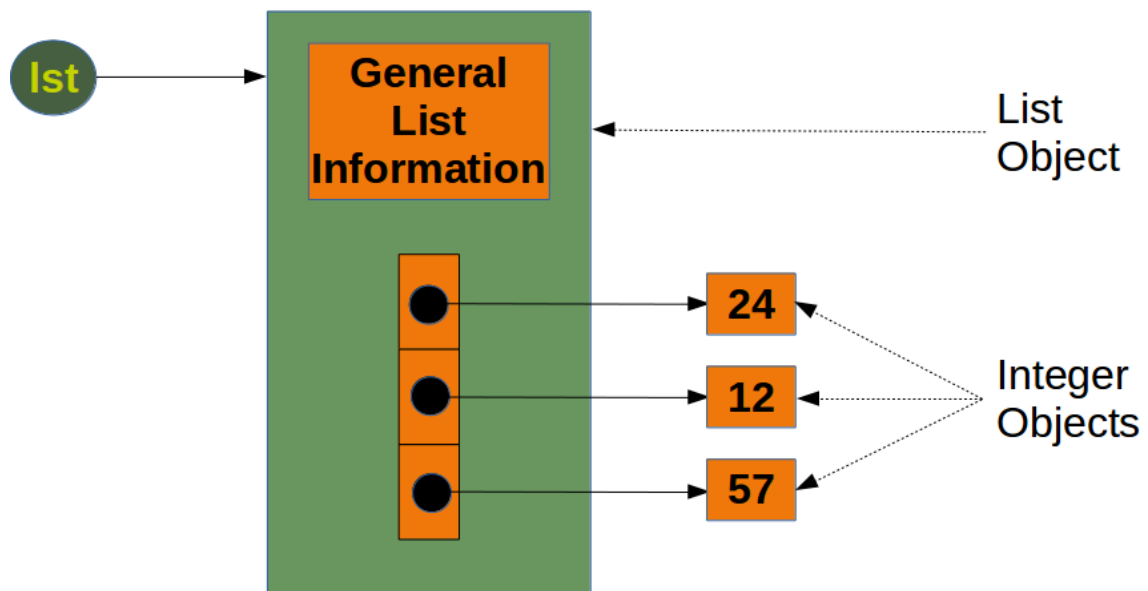 lst
General
List
Information
List
Object
24
12
57
Integer
Objects